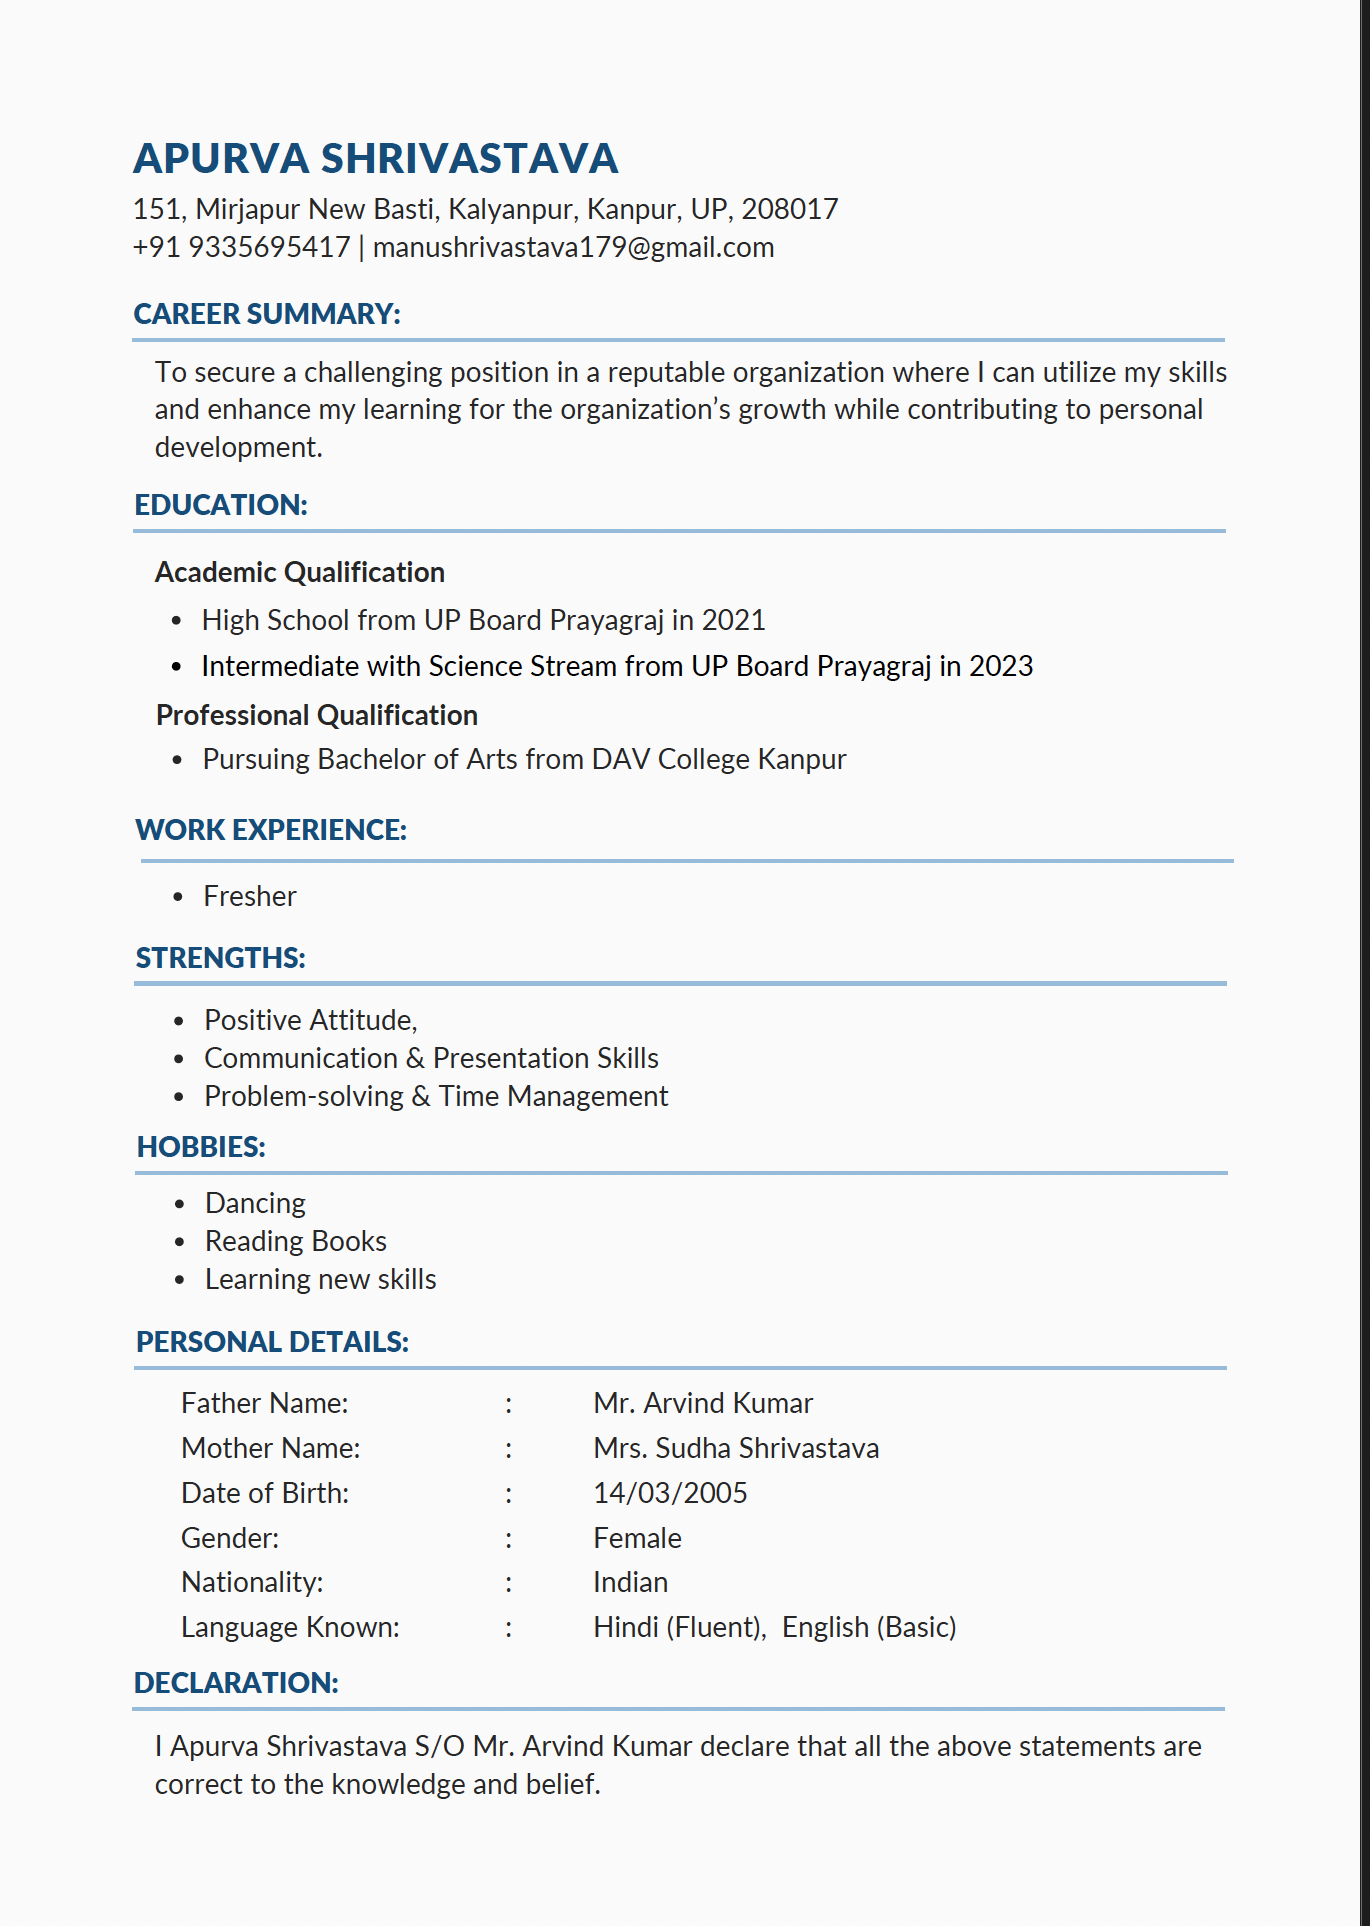 APURVA SHRIVASTAVA
151, Mirjapur New Basti, Kalyanpur, Kanpur, UP, 208017
+91 9335695417 | manushrivastava179@gmail.com
CAREER SUMMARY:
To secure a challenging position in a reputable organization where I can utilize my skills
and enhance my learning for the organization’s growth while contributing to personal
development.
EDUCATION:
Academic Qualification
• High School from UP Board Prayagraj in 2021
• Intermediate with Science Stream from UP Board Prayagraj in 2023
Professional Qualification
• Pursuing Bachelor of Arts from DAV College Kanpur
WORK EXPERIENCE:
• Fresher
STRENGTHS:
• Positive Attitude,
• Communication & Presentation Skills
• Problem-solving & Time Management
HOBBIES:
• Dancing
• Reading Books
• Learning new skills
PERSONAL DETAILS:
Father Name: : Mr. Arvind Kumar
Mother Name: : Mrs. Sudha Shrivastava
Date of Birth: : 14/03/2005
Gender: : Female
Nationality: : Indian
Language Known: : Hindi (Fluent), English (Basic)
DECLARATION:
I Apurva Shrivastava S/O Mr. Arvind Kumar declare that all the above statements are
correct to the knowledge and belief.